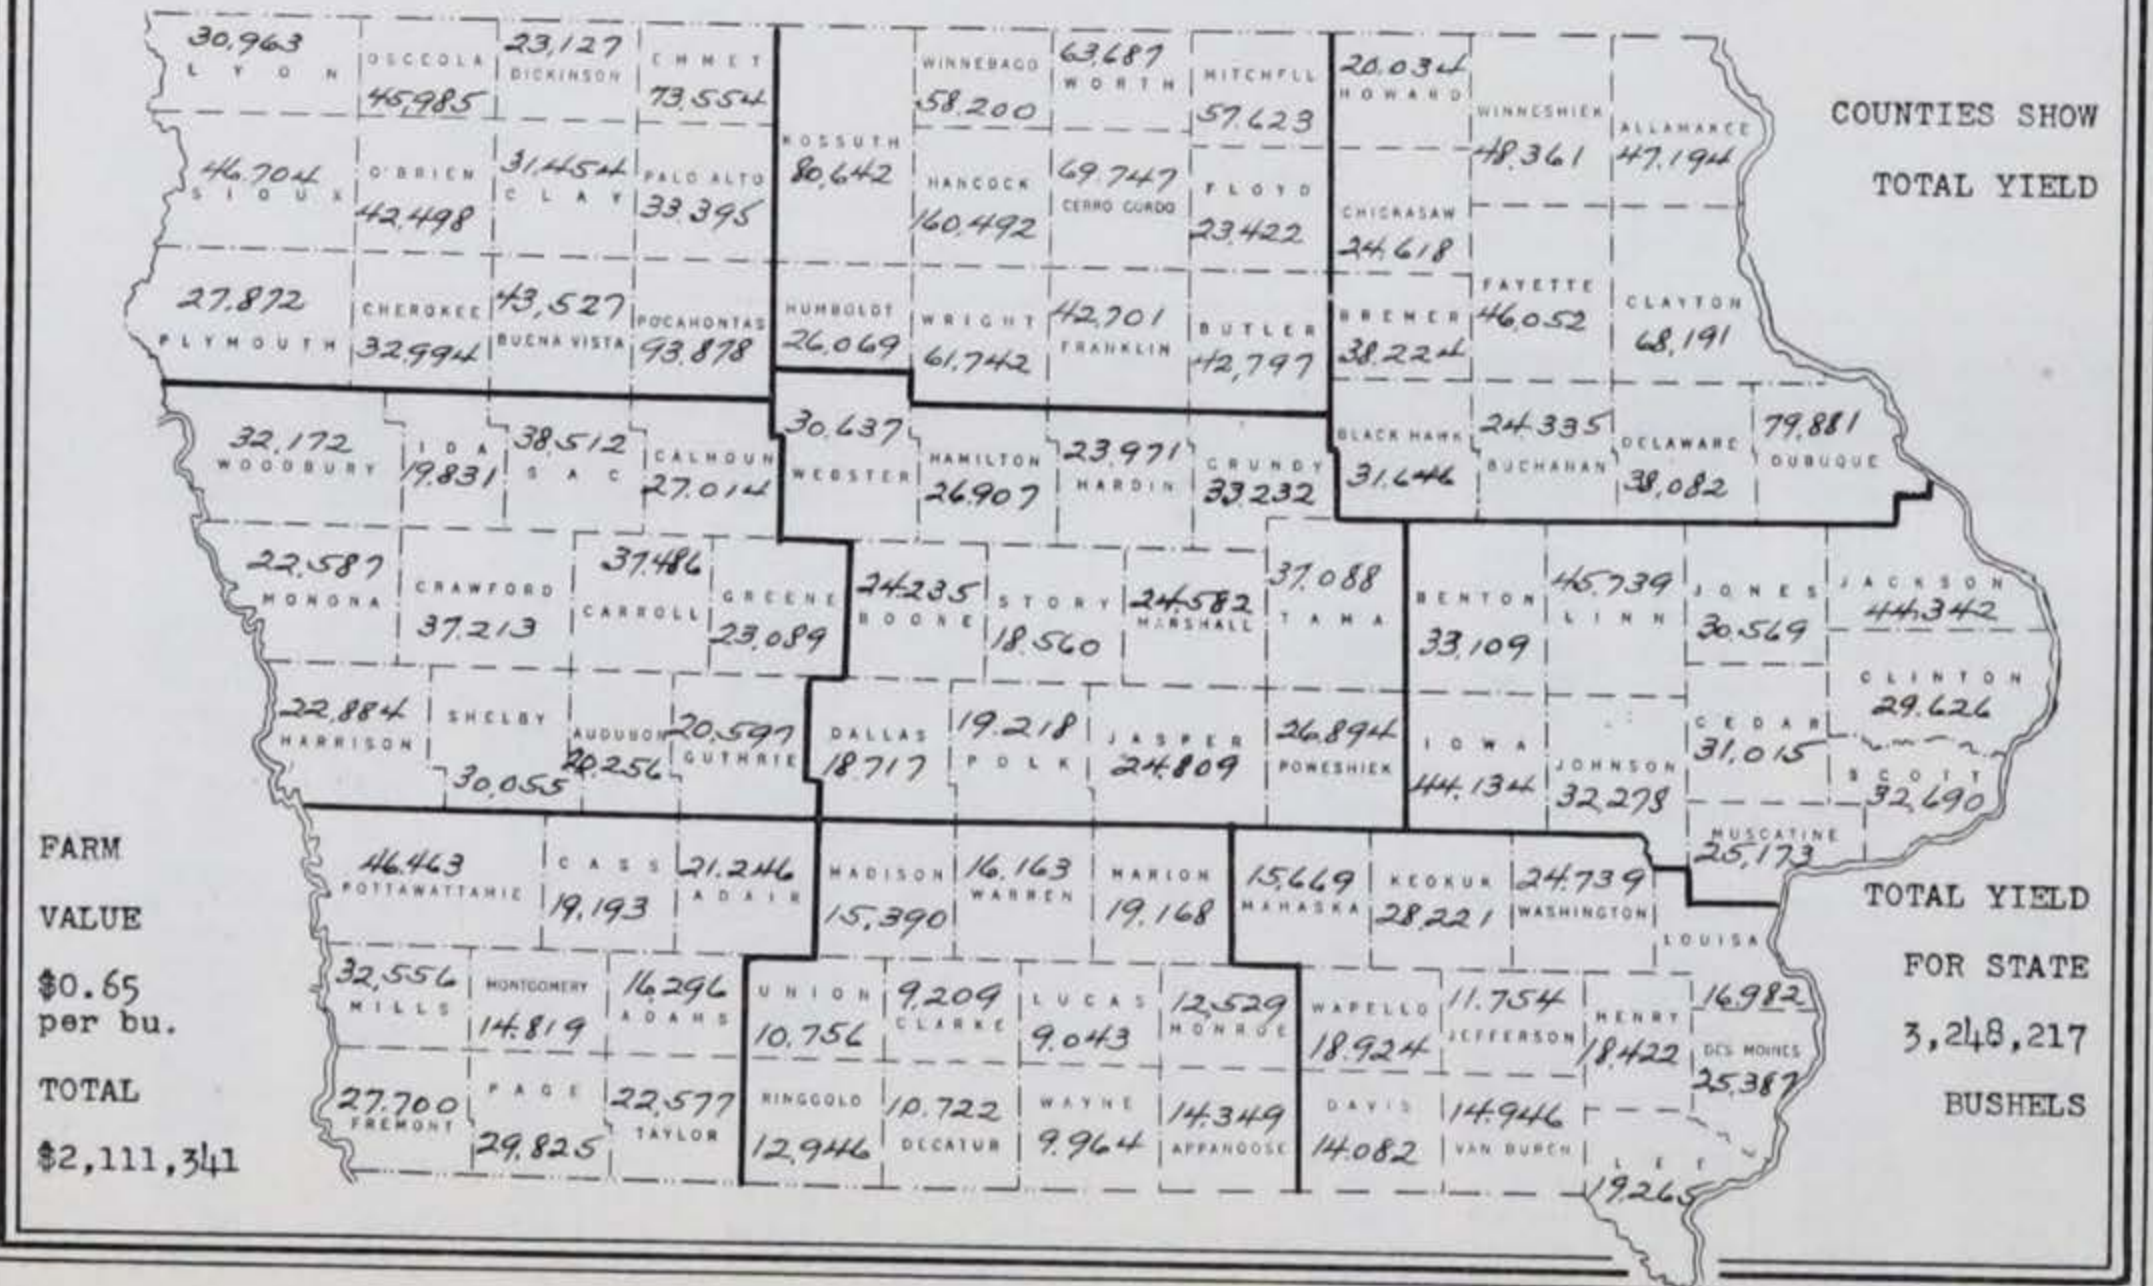 30,963
LYON
OSCEOLA
45,985
23,127
DICKINSON
EMMET
73,554
KOSSUTH
80,642
WINNEBAGO
58.200
63,687
WORTH
MITCHELL
57.623
20.034
HOWARD
WINNESHIEK
48.361
ALLAMAKEE
47.194
COUNTIES SHOW
TOTAL YIELD
46.704
SIOUX
O'BRIEN
42,498
31,454
CLAY
PALO ALTO
33.395
HANCOCK
160,492
69.747
CERRO GORDO
FLOYD
23,422
CHICKASAW
24,618
27.872
PLYMOUTH
CHEROKEE
32,994
43,527
BUENA VISTA
POCAHONTAS
93,878
HUMBOLDT
26,069
WRIGHT
61,742
42,701
FRANKLIN
BUTLER
42,797
BREMER
38.224
FAYETTE
46,052
CLAYTON
68,191
32,172
WOODBURY
IDA
19.831
38,512
SAC
CALHOUN
27.014
30,637
WEBSTER
HAMILTON
26.907
23,971
HARDIN
GRUNDY
33,232
BLACK HAWK
31,646
24.335
BUCHANAN
DELAWARE
38,082
79,881
DUBUQUE
22,587
MONONA
CRAWFORD
37,213
37,486
CARROLL
GREENE
23,089
24,235
BOONE
STORY
18,560
24,582
MARSHALL
37.088
TAMA
BENTON
33,109
45,739
LINN
JONES
30,569
JACKSON
44,342
CLINTON
29.626
22,884
HARRISON
SHELBY
30,055
AUDUBON
20,256
20,597
GUTHRIE
DALLAS
18,717
19.218
POLK
JASPER
24,809
26,894
POWESHIEK
IOWA
44,134
JOHNSON
32,278
CEDAR
31,015
SCOTT
32,690
MUSCATINE
25,173
FARM
VALUE
$0.65
per bu.
TOTAL
$2,111,341
46.463
POTTAWATTAMIE
CASS
19,193
21.246
ADAIR
MADISON
15,390
16.163
WARREN
MARION
19,168
15,669
MAHASKA
KEOKUK
28,221
24.739
WASHINGTON
LOUISA
16,982
32,556
MILLS
MONTGOMERY
14.819
16,296
ADAMS
UNION
10,756
9.209
CLARKE
LUCAS
9.043
12,529
MONROE
WAPELLO
18.924
11.754
JEFFERSON
HENRY
18,422
DES MOINES
25,387
27,700
FREMONT
PAGE
29,825
22,577
TAYLOR
RINGGOLD
12,946
10.722
DECATUR
WAYNE
9.964
14.349
APPANOOSE
DAVIS
14.082
14.946
VAN BUREN
LEE
19,265
TOTAL YIELD
FOR STATE
3,248,217
BUSHELS